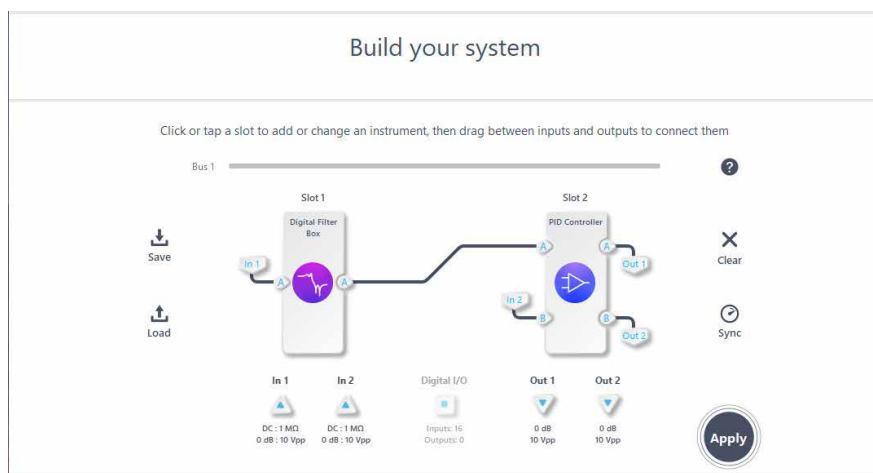 Build your system
Click or tap a slot to add or change an instrument, then drag between inputs and outputs to connect them
Bus 1
?
Slot 1
Slot 2
Digital Filter
Box
PID Controller
Save
Clear
In 1
A
A
A
A
Out 1
Load
In 2
B
B
Out 2
Sync
In 1
In 2
Digital I/O
Out 1
Out 2
DC : 1 MΩ
0 dB : 10 Vpp
DC : 1 MΩ
0 dB : 10 Vpp
Inputs: 16
Outputs: 0
0 dB
10 Vpp
0 dB
10 Vpp
Apply